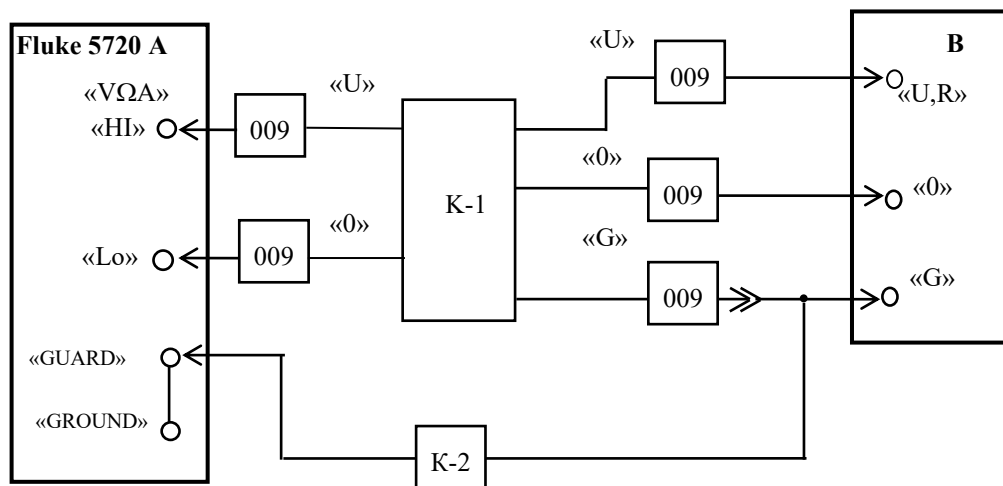 Fluke 5720 A
«VΩA»
«HI»
«Lo»
«GUARD»
«GROUND»
009
«U»
009
«0»
K-1
К-2
«U»
009
«0»
009
«G»
009
B
«U,R»
«0»
«G»